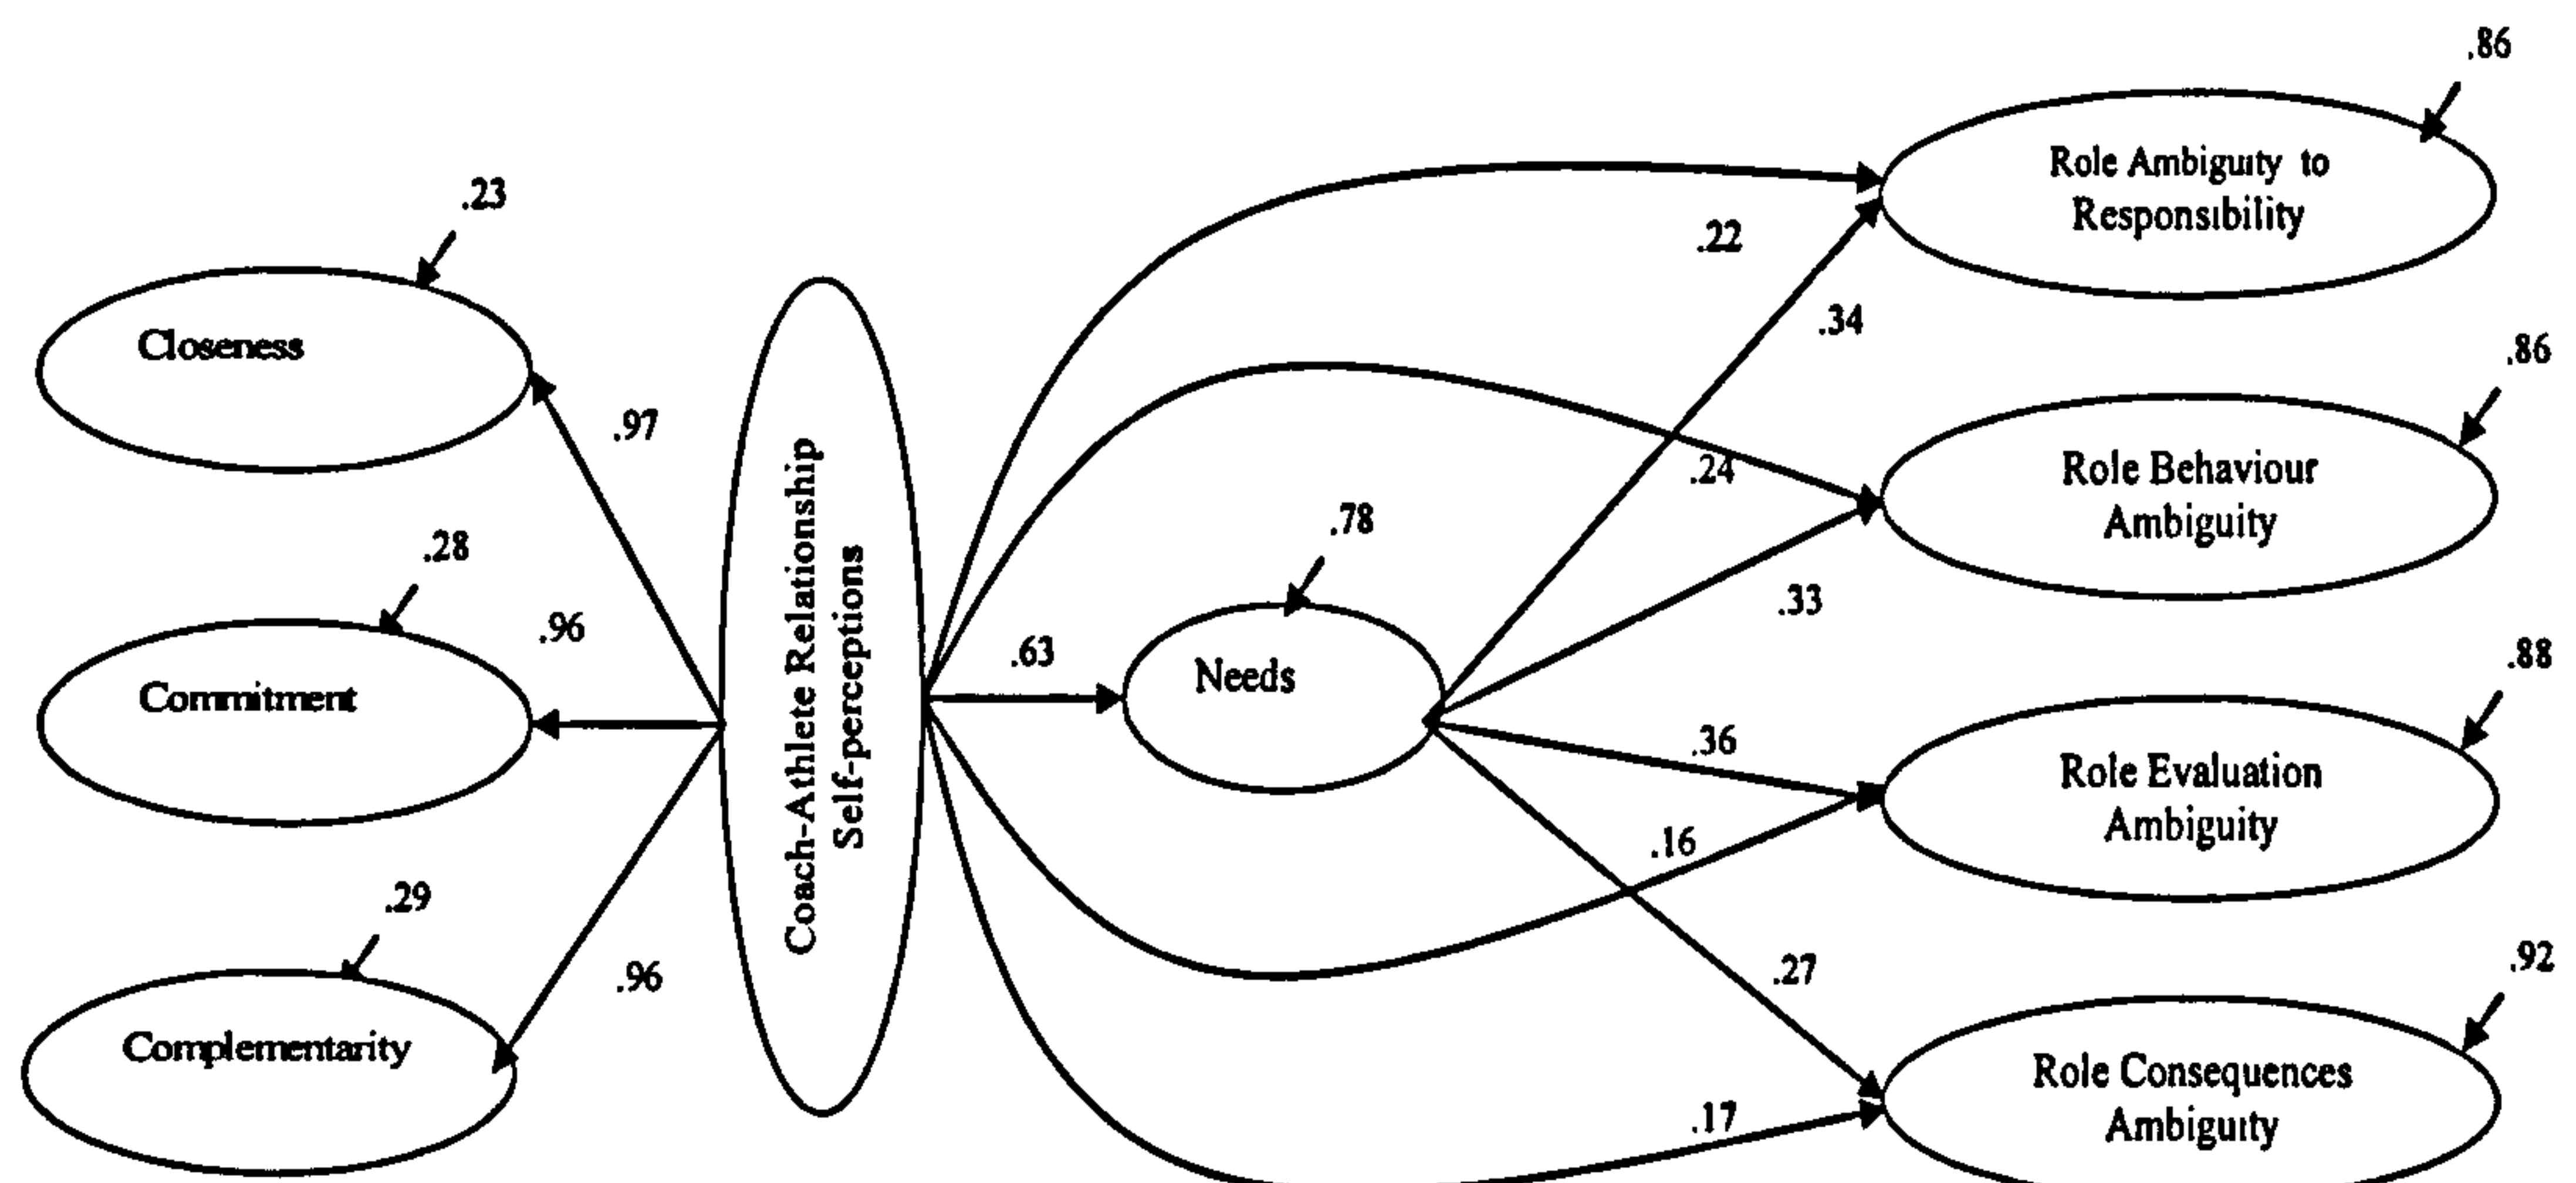 .86
Role Ambiguity to
Responsibility
.23
Closeness
.22
.34
.97
.86
Role Behaviour
Ambiguity
.24
.28
.96
Commitment
Coach-Athlete Relationship
Self-perceptions
.78
.63
Needs
.33
.88
Role Evaluation
Ambiguity
.36
.16
.29
.96
Complementarity
.27
.92
Role Consequences
Ambiguity
.17